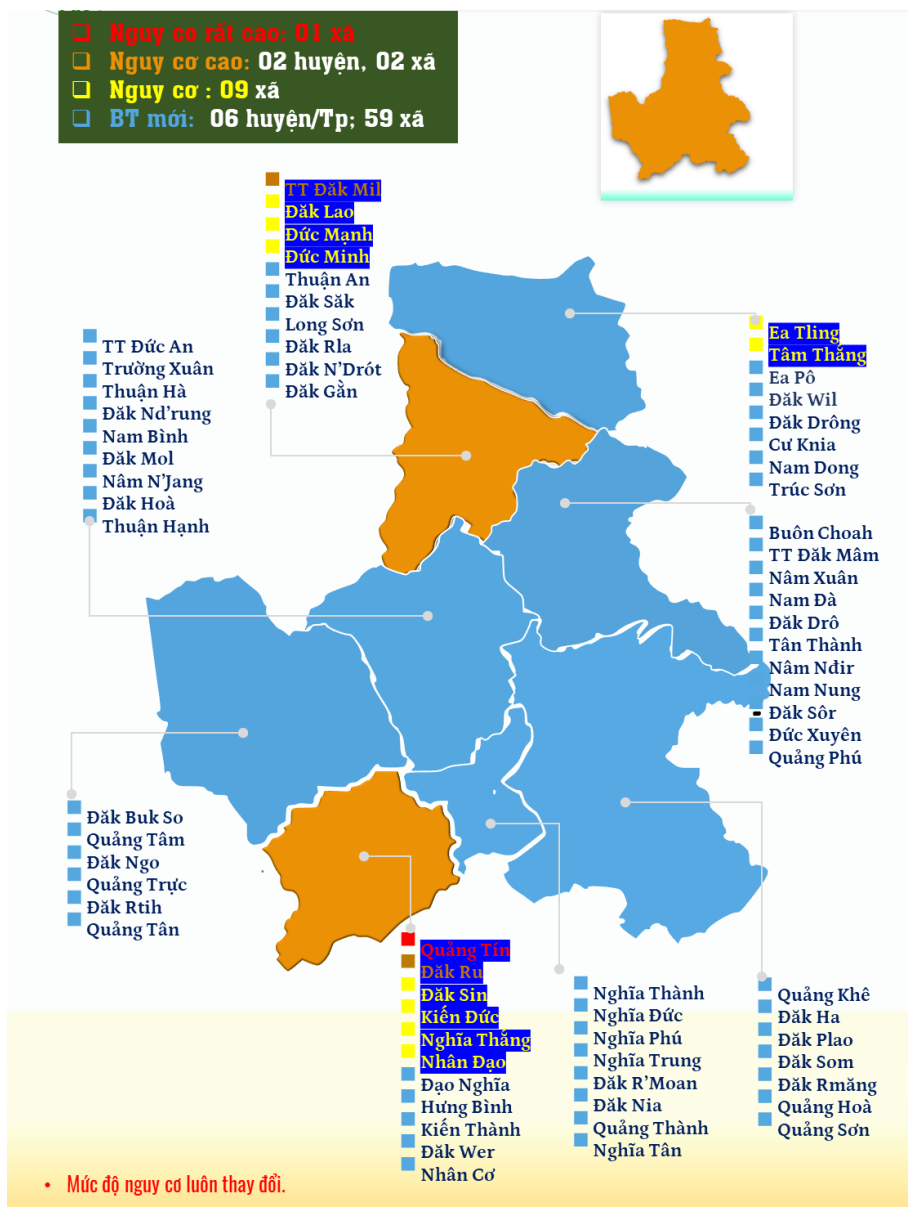 Nguy cơ rất cao: 01 xã
Nguy cơ cao: 02 huyện, 02 xã
Nguy cơ : 09 xã
BT mới: 06 huyện/Tp; 59 xã
TT Đăk Mil
Đăk Lao
Đức Mạnh
Đức Minh
Thuận An
Đăk Săk
Long Sơn
Đăk Rla
Đăk N’Drót
Đăk Gằn
TT Đức An
Trường Xuân
Thuận Hà
Đăk Nd’rung
Nam Bình
Đăk Mol
Nâm N’Jang
Đăk Hoà
Thuận Hạnh
Ea Tling
Tâm Thắng
Ea Pô
Đăk Wil
Đăk Drông
Cư Knia
Nam Dong
Trúc Sơn
Buôn Choah
TT Đăk Mâm
Nâm Xuân
Nam Đà
Đăk Drô
Tân Thành
Nâm Nđir
Nam Nung
Đăk Sôr
Đức Xuyên
Quảng Phú
Đăk Buk So
Quảng Tâm
Đăk Ngo
Quảng Trực
Đăk Rtih
Quảng Tân
Quảng Tín
Đăk Ru
Đăk Sin
Kiến Đức
Nghĩa Thắng
Nhân Đạo
Đạo Nghĩa
Hưng Bình
Kiến Thành
Đăk Wer
Nhân Cơ
Nghĩa Thành
Nghĩa Đức
Nghĩa Phú
Nghĩa Trung
Đăk R’Moan
Đăk Nia
Quảng Thành
Nghĩa Tân
Quảng Khê
Đăk Ha
Đăk Plao
Đăk Som
Đăk Rmăng
Quảng Hoà
Quảng Sơn
• Mức độ nguy cơ luôn thay đổi.